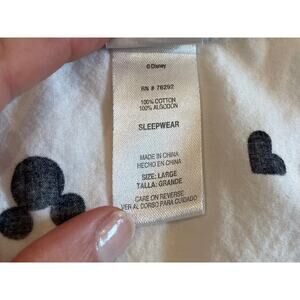 © Disney
RN # 76292
100% COTTON
100% ALGODON
SLEEPWEAR
MADE IN CHINA
HECHO EN CHINA
SIZE: LARGE
TALLA: GRANDE
CARE ON REVERSE
VER AL DORSO PARA CUIDADO